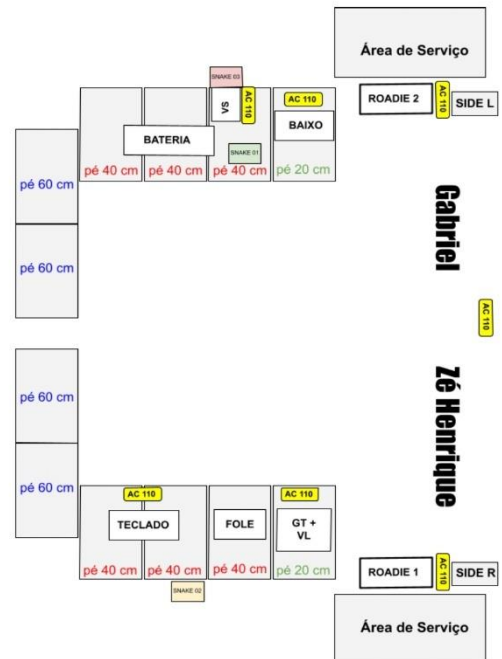 Área de Serviço
SNAKE 03
ROADIE 2
AC 110
SIDE L
VS
AC 110
AC 110
BAIXO
BATERIA
SNAKE 01
pé 40 cm
pé 40 cm
pé 40 cm
pé 20 cm
pé 60 cm
pé 60 cm
Gabriel
AC 110
pé 60 cm
pé 60 cm
Zé Henrique
AC 110
AC 110
TECLADO
FOLE
GT +
VL
pé 40 cm
pé 40 cm
pé 40 cm
pé 20 cm
SNAKE 02
ROADIE 1
AC 110
SIDE R
Área de Serviço